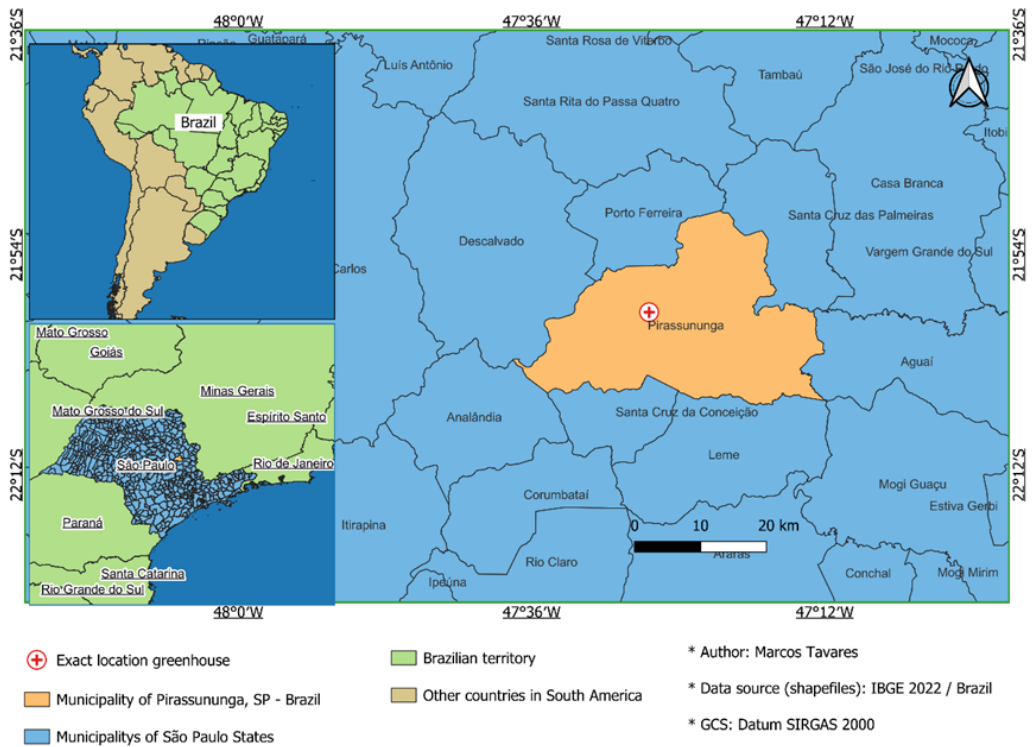 48°0'W 47°36'W 47°12'W
21°36'S 21°36'S
Guatapará
Santa Rosa de Viterbo
Mococa
Luís Antônio
Tambaú
São José do Rio Pardo
Santa Rita do Passa Quatro
Itobi
Brazil
Casa Branca
Porto Ferreira
Santa Cruz das Palmeiras
Descalvado
Vargem Grande do Sul
21°54'S 21°54'S
Carlos
Pirassununga
Mato Grosso
Goiás
Aguaí
Minas Gerais
Mato Grosso do Sul
Espírito Santo
Analândia
Santa Cruz da Conceição
São Paulo
Rio de Janeiro
Leme
22°12'S 22°12'S
Corumbataí
Mogi Guaçu
Estiva Gerbi
Paraná
Itirapina
0 10 20 km
Araras
Rio Claro
Santa Catarina
Rio Grande do Sul
Ipeúna
Conchal
Mogi Mirim
48°0'W 47°36'W 47°12'W
Exact location greenhouse
Municipality of Pirassununga, SP - Brazil
Municipalitys of São Paulo States
Brazilian territory
Other countries in South America
* Author: Marcos Tavares
* Data source (shapefiles): IBGE 2022 / Brazil
* GCS: Datum SIRGAS 2000